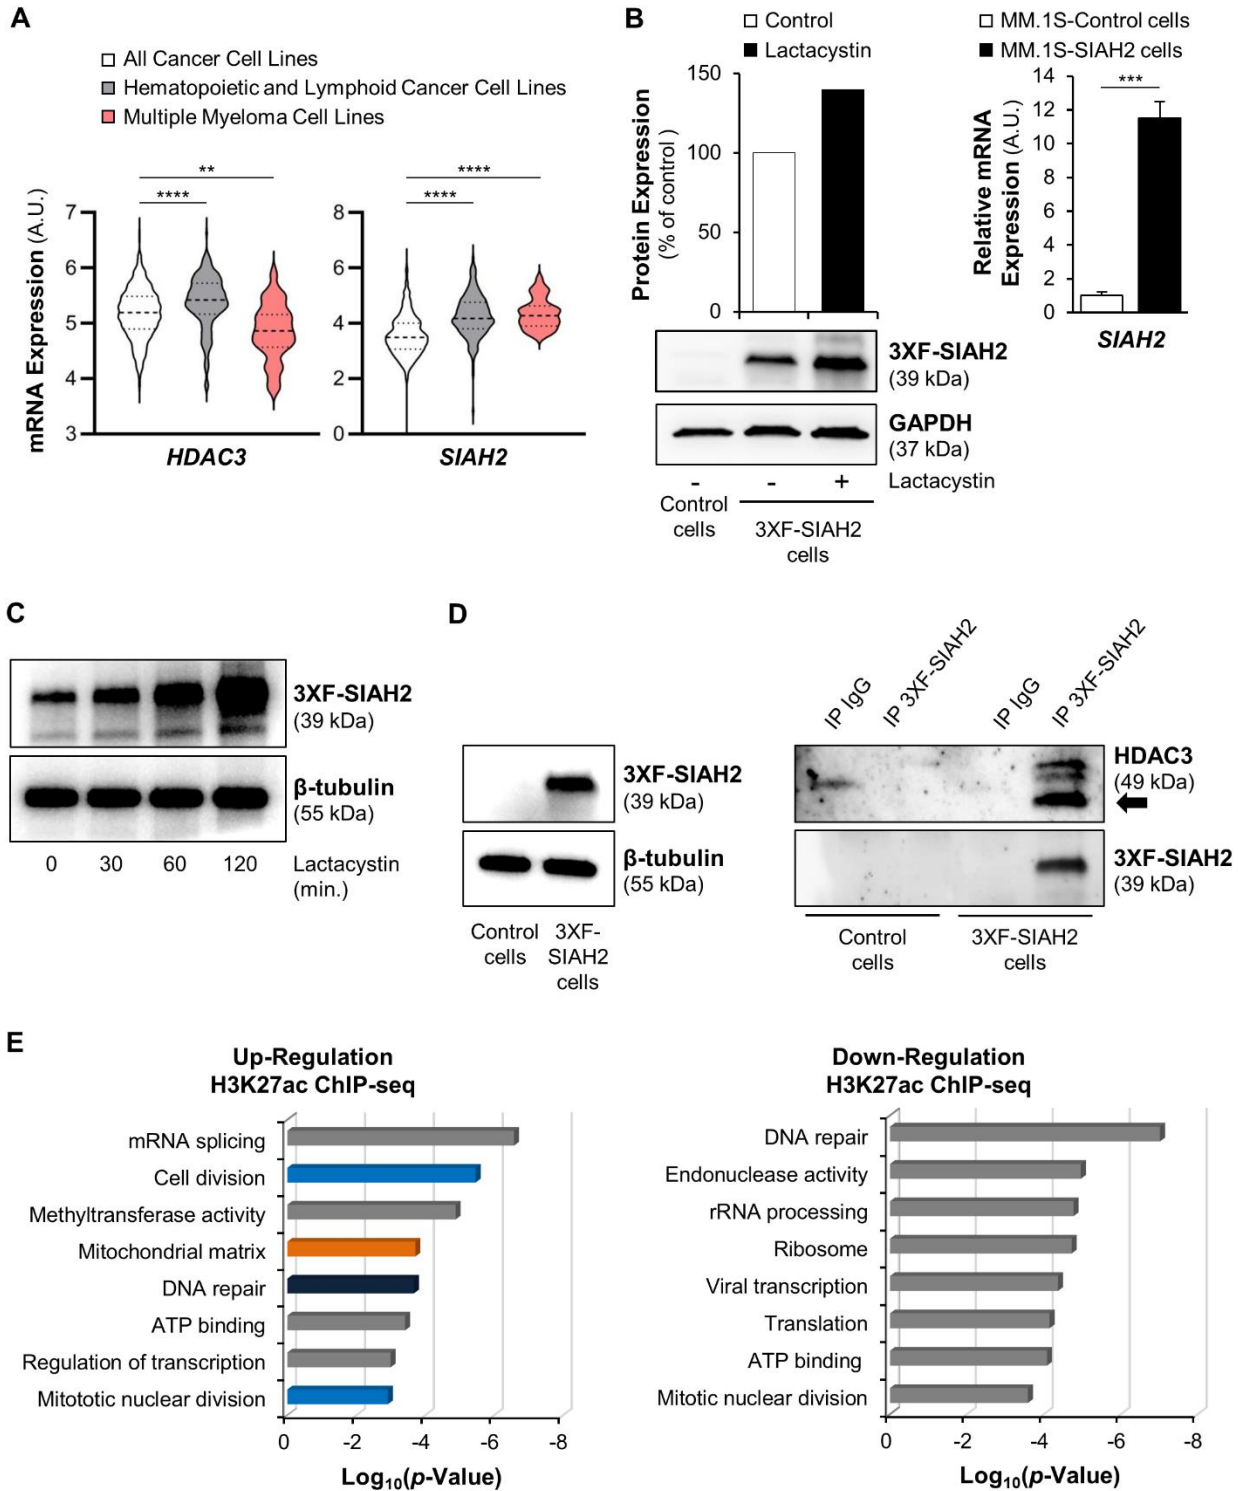 A
All Cancer Cell Lines
Hematopoietic and Lymphoid Cancer Cell Lines
Multiple Myeloma Cell Lines
mRNA Expression (A.U.)
7
6
5
4
3
**
****
HDAC3
8
6
4
2
0
****
****
SIAH2
B
Control
Lactacystin
Protein Expression
(% of control )
150
100
50
0
3XF-SIAH2
(39 kDa)
GAPDH
(37 kDa)
- - + Lactacystin
Control
cells
3XF-SIAH2
cells
MM.1S-Control cells
MM.1S-SIAH2 cells
Relative mRNA
Expression (A.U.)
14
12
10
8
6
4
2
0
***
SIAH2
C
3XF-SIAH2
(39 kDa)
β-tubulin
(55 kDa)
0 30 60 120 Lactacystin
(min.)
D
3XF-SIAH2
(39 kDa)
β-tubulin
(55 kDa)
Control
cells
3XF-
SIAH2
cells
IP IgG
IP 3XF-SIAH2
IP IgG
IP 3XF-SIAH2
HDAC3
(49 kDa)
3XF-SIAH2
(39 kDa)
Control
cells
3XF-SIAH2
cells
E
Up-Regulation
H3K27ac ChIP-seq
mRNA splicing
Cell division
Methyltransferase activity
Mitochondrial matrix
DNA repair
ATP binding
Regulation of transcription
Mitototic nuclear division
0 -2 -4 -6 -8
Log10(p-Value)
Down-Regulation
H3K27ac ChIP-seq
DNA repair
Endonuclease activity
rRNA processing
Ribosome
Viral transcription
Translation
ATP binding
Mitotic nuclear division
0 -2 -4 -6 -8
Log10(p-Value)